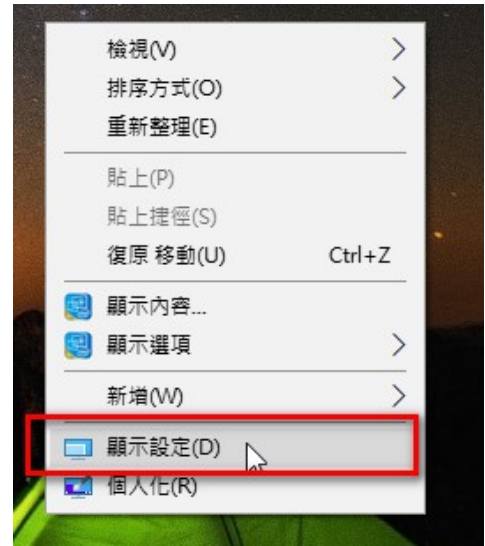 檢視(V)
排序方式(O)
重新整理(E)
貼上(P)
貼上捷徑(S)
復原 移動(U) Ctrl+Z
顯示內容...
顯示選項
新增(W)
顯示設定(D)
個人化(R)